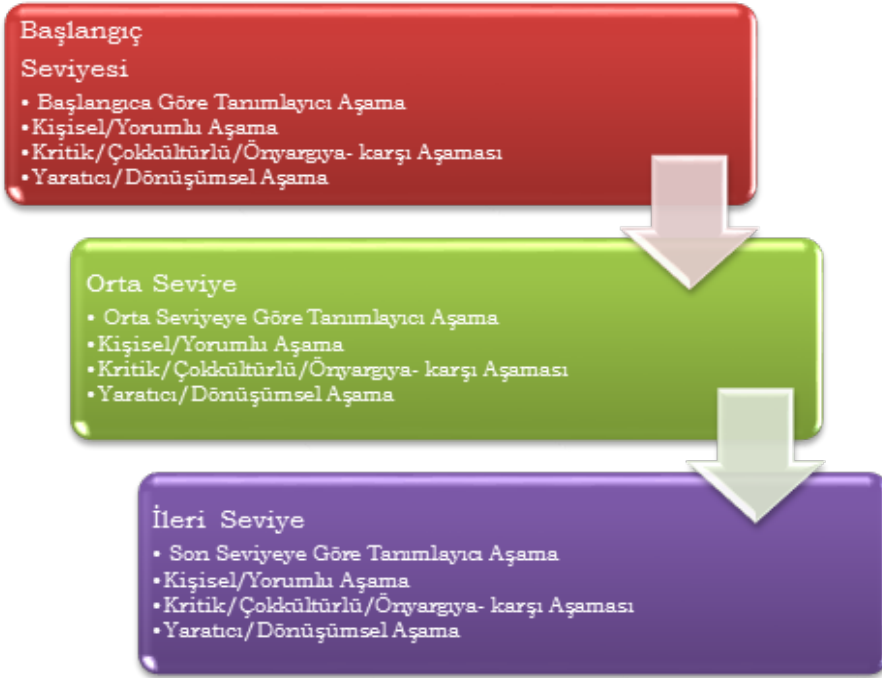 Başlangıç
Seviyesi
• Başlangıca Göre Tanımlayıcı Aşama
•Kişisel/Yorumlu Aşama
•Kritik/Çokkültürlü/Önyargıya- karşı Aşaması
•Yaratıcı/Dönüşümsel Aşama
Orta Seviye
• Orta Seviyeye Göre Tanımlayıcı Aşama
•Kişisel/Yorumlu Aşama
•Kritik/Çokkültürlü/Önyargıya- karşı Aşaması
•Yaratıcı/Dönüşümsel Aşama
İleri Seviye
• Son Seviyeye Göre Tanımlayıcı Aşama
•Kişisel/Yorumlu Aşama
•Kritik/Çokkültürlü/Önyargıya- karşı Aşaması
•Yaratıcı/Dönüşümsel Aşama